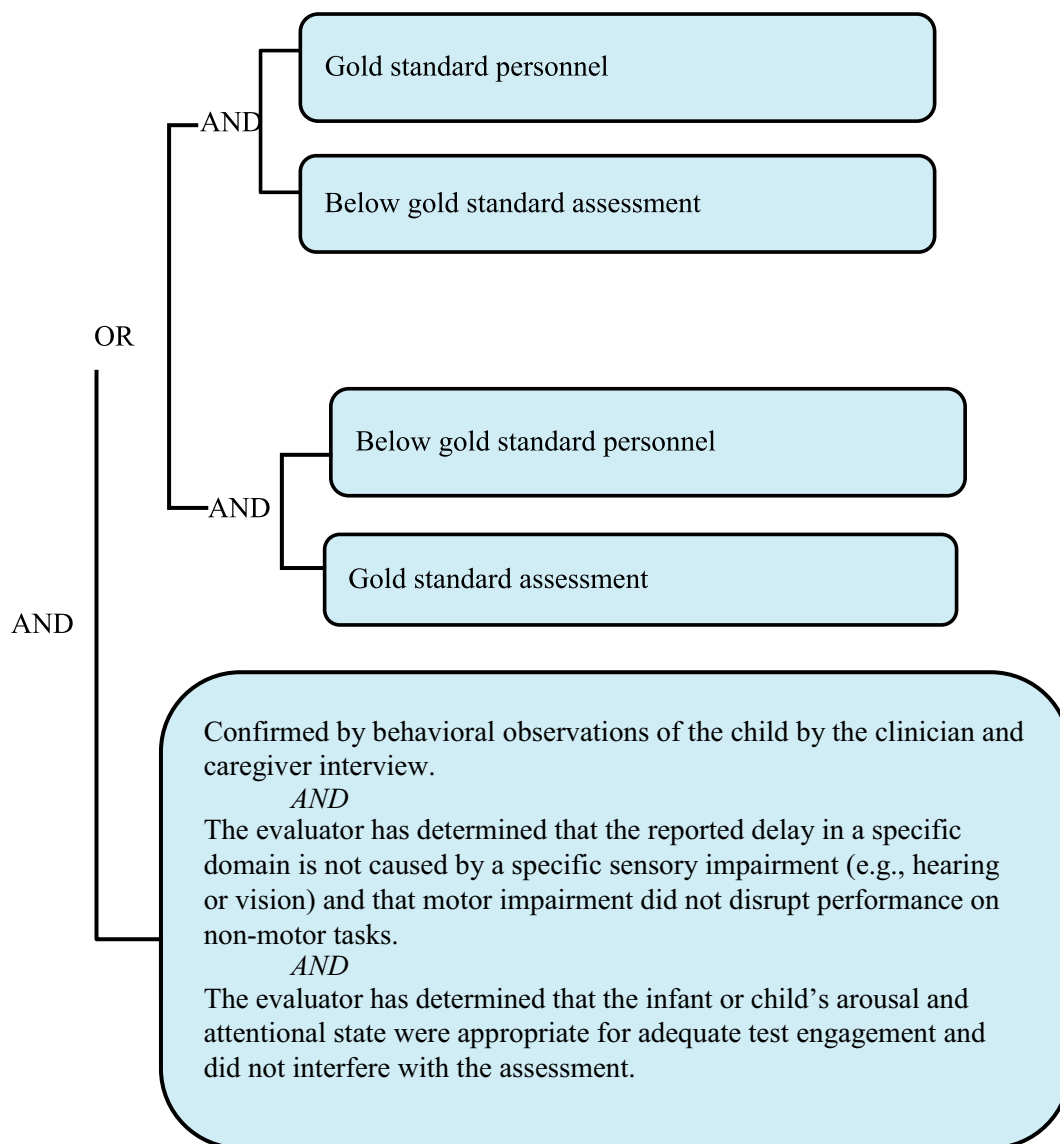 Gold standard personnel
AND
Below gold standard assessment
OR
Below gold standard personnel
AND
Gold standard assessment
AND
Confirmed by behavioral observations of the child by the clinician and
caregiver interview.
AND
The evaluator has determined that the reported delay in a specific
domain is not caused by a specific sensory impairment (e.g., hearing
or vision) and that motor impairment did not disrupt performance on
non-motor tasks.
AND
The evaluator has determined that the infant or child’s arousal and
attentional state were appropriate for adequate test engagement and
did not interfere with the assessment.